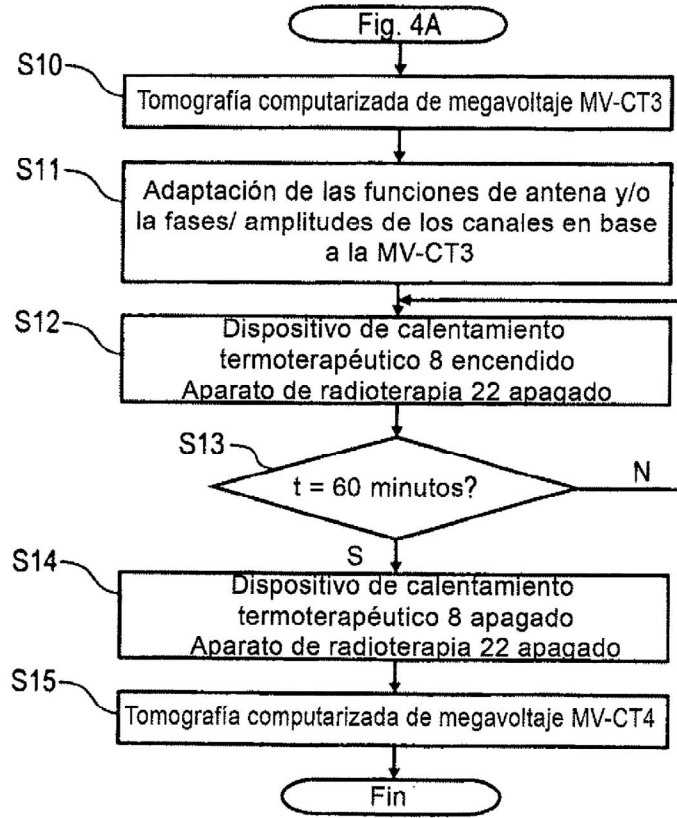 Fig. 4A
S10
Tomografía computarizada de megavoltaje MV-CT3
S11
Adaptación de las funciones de antena y/o
la fases/ amplitudes de los canales en base
a la MV-CT3
S12
Dispositivo de calentamiento
termoterapéutico 8 encendido
Aparato de radioterapia 22 apagado
S13
t = 60 minutos?
N
S
S14
Dispositivo de calentamiento
termoterapéutico 8 apagado
Aparato de radioterapia 22 apagado
S15
Tomografía computarizada de megavoltaje MV-CT4
Fin